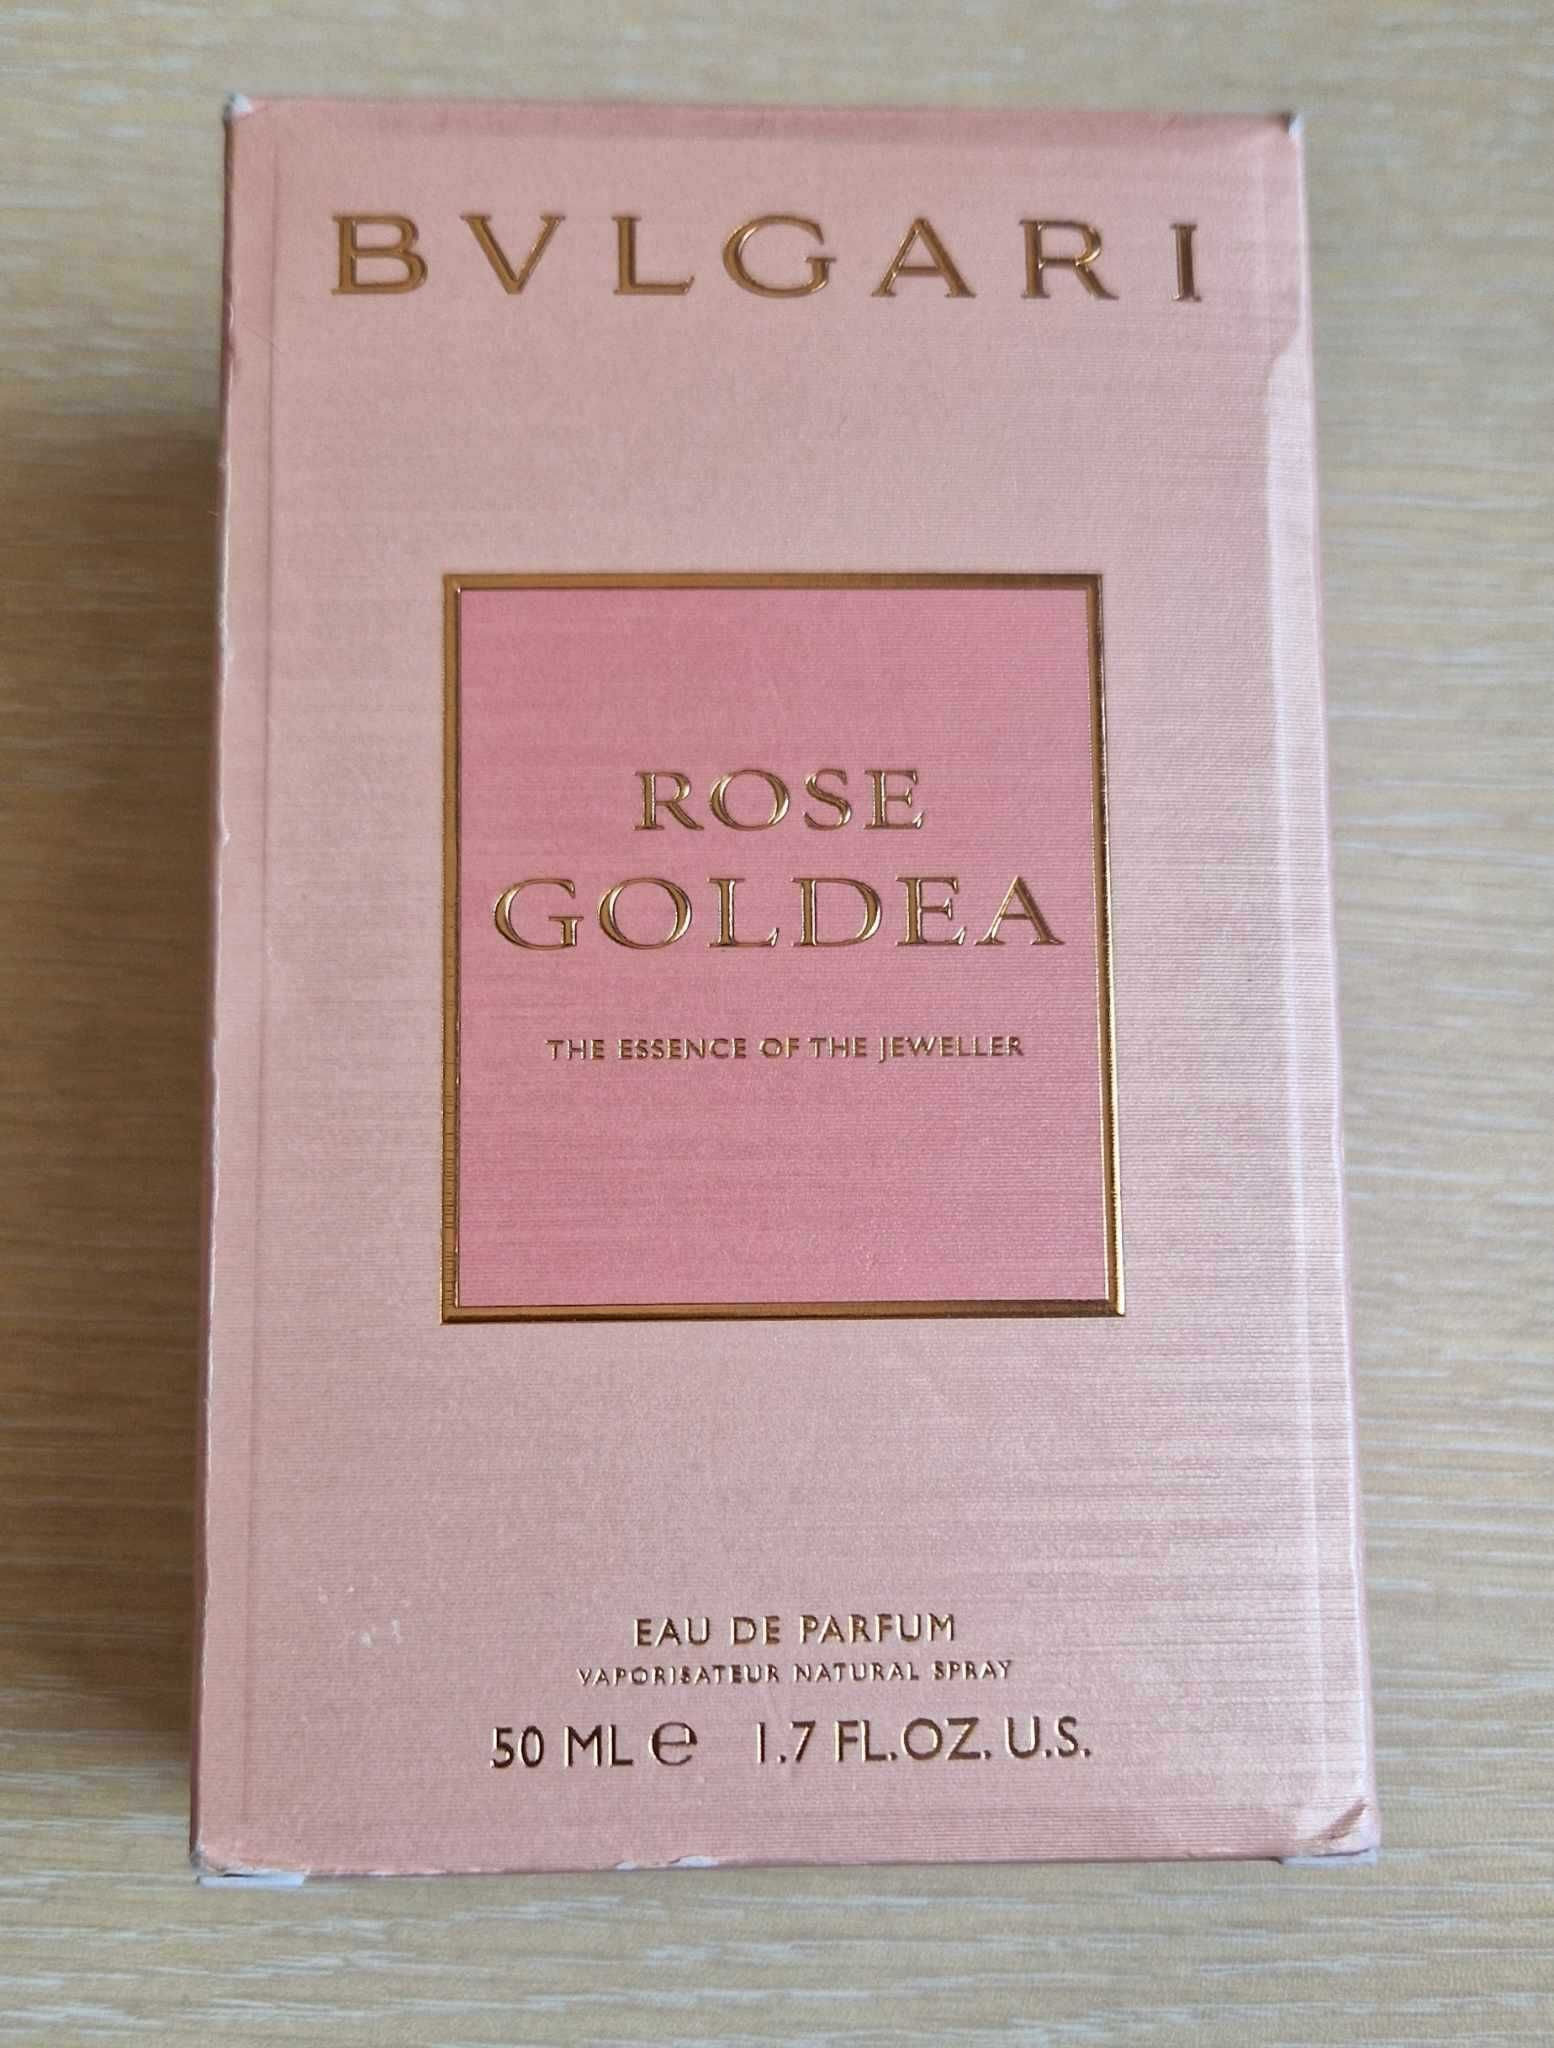 BVLGARI
ROSE
GOLDEA
THE ESSENCE OF THE JEWELLER
EAU DE PARFUM
VAPORISATEUR NATURAL SPRAY
50 ML ℮ 1.7 FL.OZ. U.S.